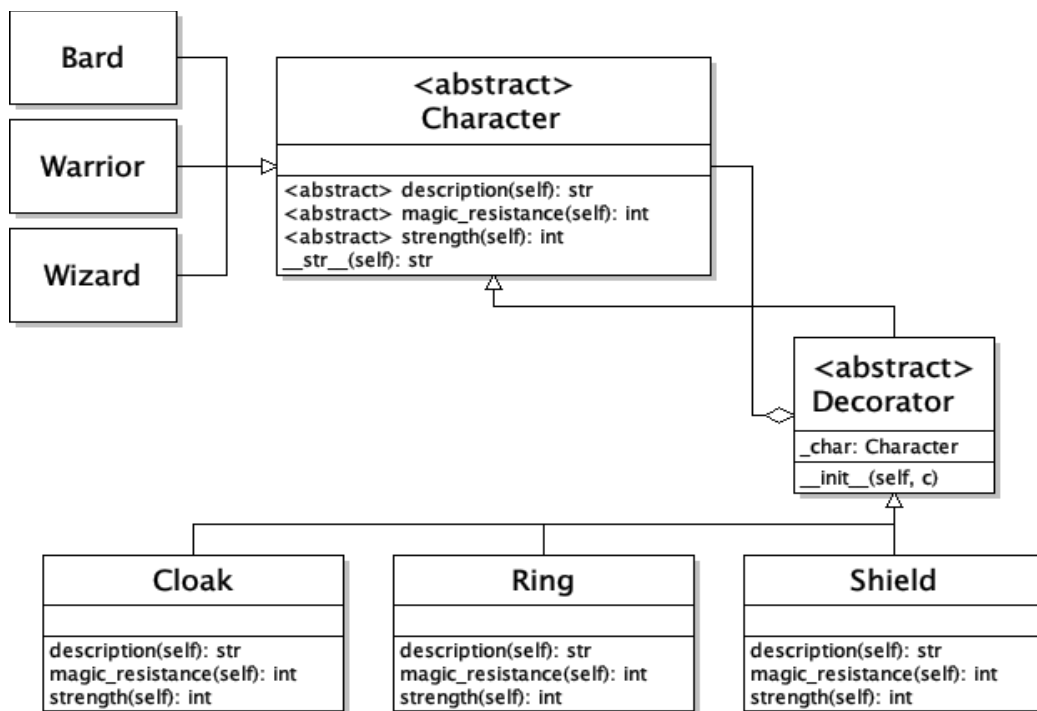 Bard
Warrior
Wizard
<abstract>
Character
<abstract> description(self): str
<abstract> magic_resistance(self): int
<abstract> strength(self): int
__str__(self): str
<abstract>
Decorator
_char: Character
__init__(self, c)
Cloak
description(self): str
magic_resistance(self): int
strength(self): int
Ring
description(self): str
magic_resistance(self): int
strength(self): int
Shield
description(self): str
magic_resistance(self): int
strength(self): int